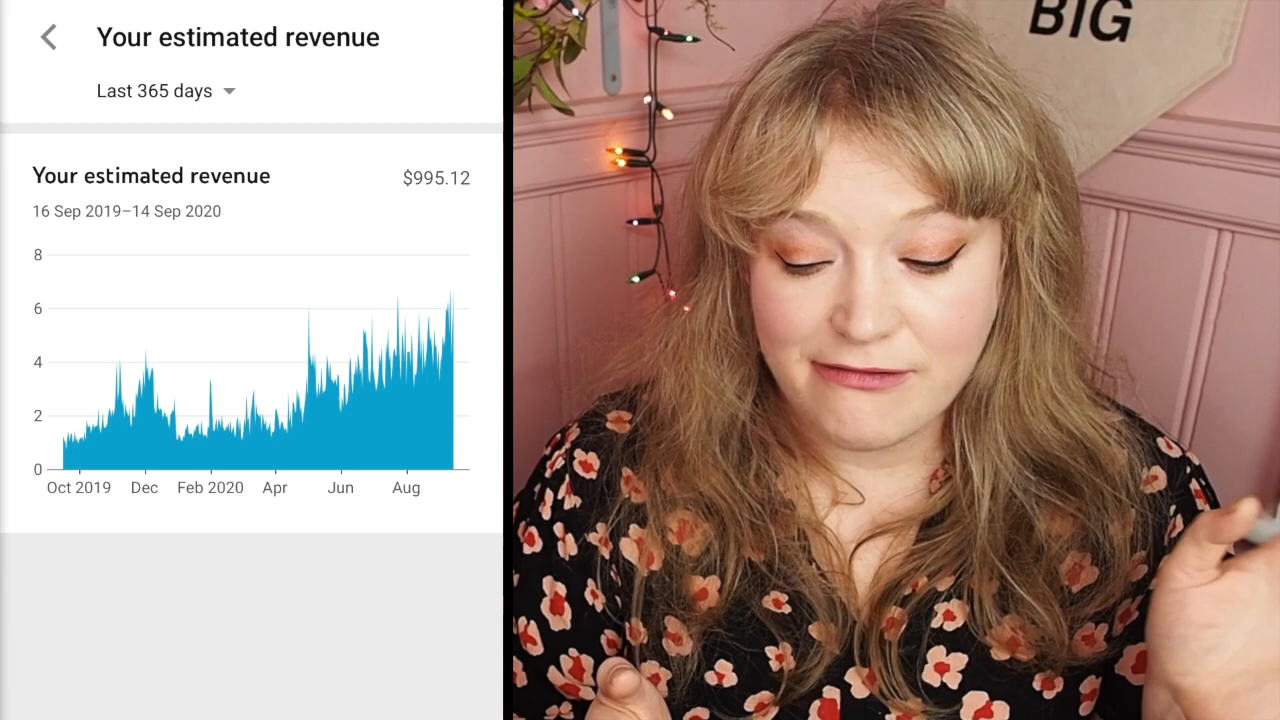 Your estimated revenue
Last 365 days
Your estimated revenue
$995.12
16 Sep 2019–14 Sep 2020
8
6
4
2
0
Oct 2019 Dec Feb 2020 Apr Jun Aug
BIG